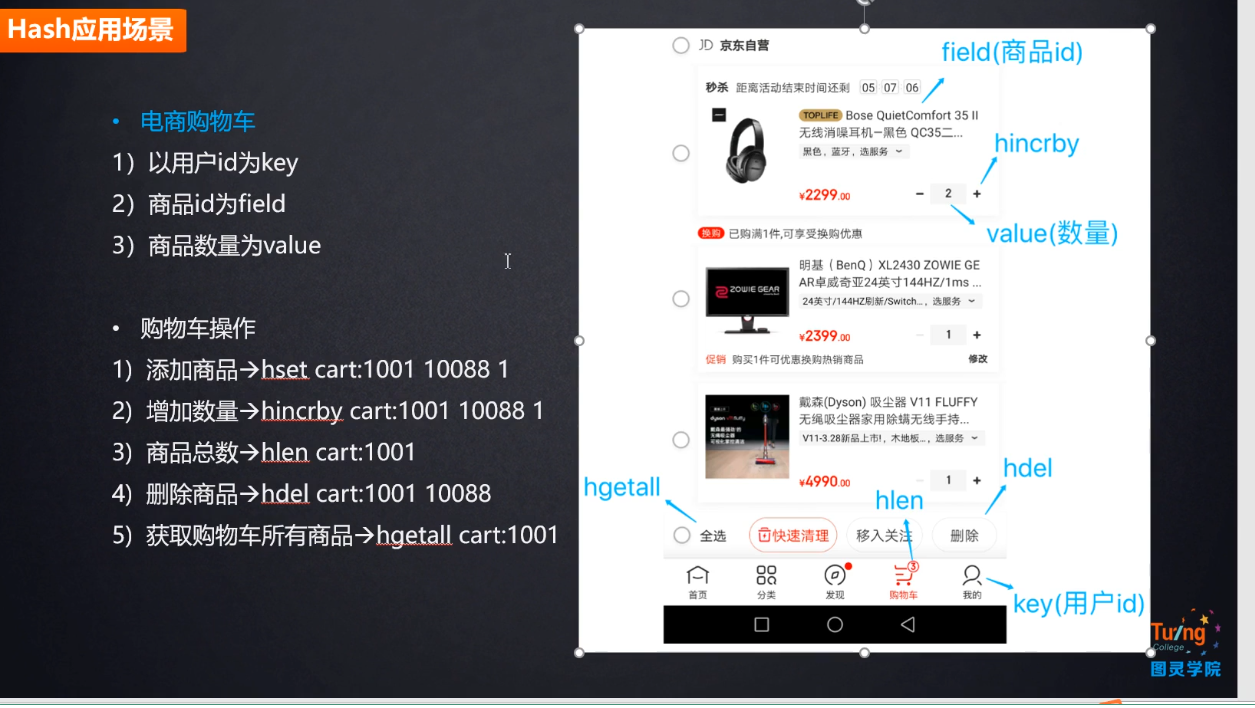 Hash应用场景
• 电商购物车
1）以用户id为key
2）商品id为field
3）商品数量为value
• 购物车操作
1) 添加商品→hset cart:1001 10088 1
2) 增加数量→hincrby cart:1001 10088 1
3) 商品总数→hlen cart:1001
4) 删除商品→hdel cart:1001 10088
5) 获取购物车所有商品→hgetall cart:1001
JD 京东自营
field(商品id)
秒杀 距离活动结束时间还剩 05 07 06
TOPLIFE Bose QuietComfort 35 II
无线消噪耳机—黑色 QC35二...
黑色，蓝牙，选服务
hincrby
¥2299.00
− 2 +
value(数量)
换购 已购满1件,可享受换购优惠
明基（BenQ）XL2430 ZOWIE GE
AR卓威奇亚24英寸144HZ/1ms ...
ZOWIE GEAR
24英寸/144HZ刷新/Switch...，选服务
¥2399.00
− 1 +
促销 购买1件可优惠换购热销商品
修改
戴森(Dyson) 吸尘器 V11 FLUFFY
无绳吸尘器家用除螨无线手持...
V11-3.28新品上市!，木地板...，选服务
¥4990.00
− 1 +
hgetall
hlen
hdel
全选
快速清理
移入关注
删除
3
首页
分类
发现
购物车
我的
key(用户id)
Tuling
College
图灵学院